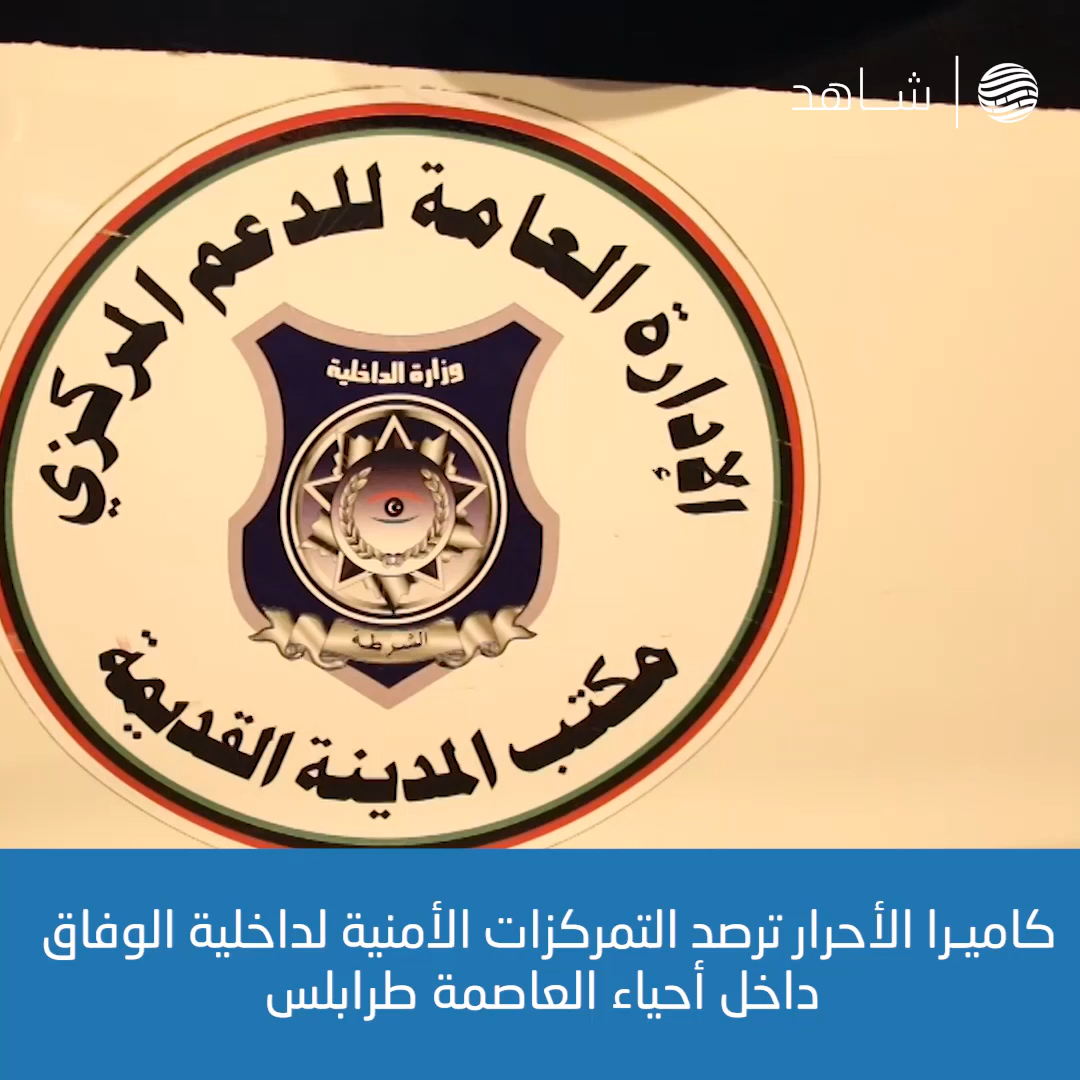 شاهد
الإدارة العامة للدعم المركزي
وزارة الداخلية
الشرطة
مكتب المدينة القديمة
كاميرا الأحرار ترصد التمركزات الأمنية لداخلية الوفاق
داخل أحياء العاصمة طرابلس